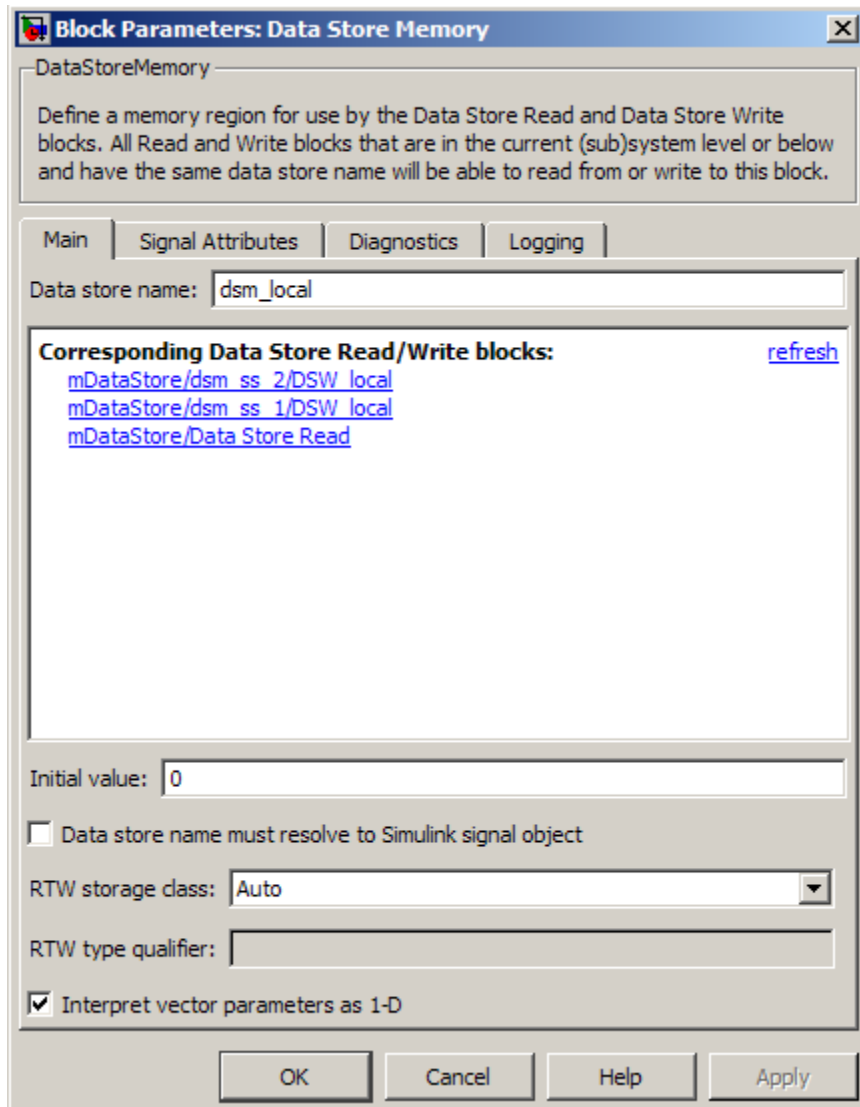 Block Parameters: Data Store Memory
DataStoreMemory
Define a memory region for use by the Data Store Read and Data Store Write
blocks. All Read and Write blocks that are in the current (sub)system level or below
and have the same data store name will be able to read from or write to this block.
Main Signal Attributes Diagnostics Logging
Data store name: dsm_local
Corresponding Data Store Read/Write blocks: refresh
mDataStore/dsm_ss_2/DSW_local
mDataStore/dsm_ss_1/DSW_local
mDataStore/Data Store Read
Initial value: 0
Data store name must resolve to Simulink signal object
RTW storage class: Auto
RTW type qualifier:
Interpret vector parameters as 1-D
OK Cancel Help Apply